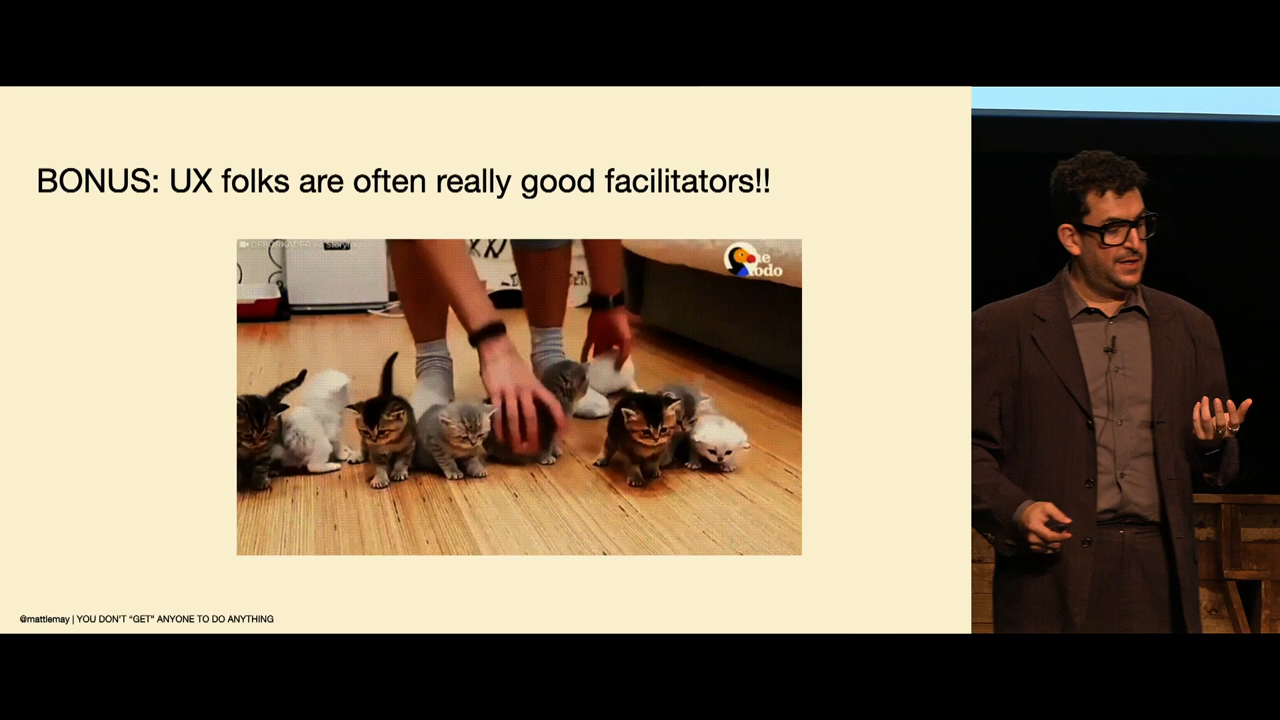 BONUS: UX folks are often really good facilitators!!
@mattlemay | YOU DON'T “GET” ANYONE TO DO ANYTHING